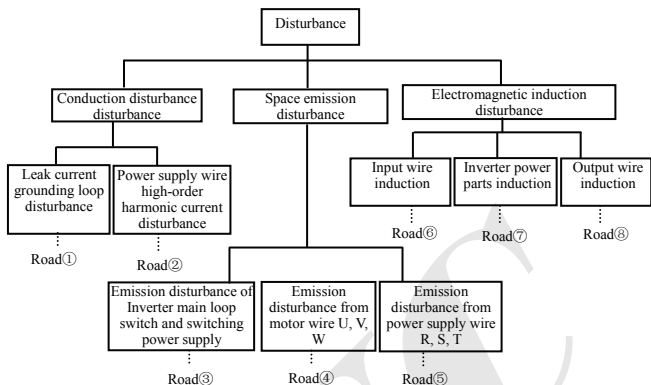 Disturbance
Conduction disturbance
disturbance
Space emission
disturbance
Electromagnetic induction
disturbance
Leak current
grounding loop
disturbance
Power supply wire
high-order
harmonic current
disturbance
Input wire
induction
Inverter power
parts induction
Output wire
induction
Road①
Road②
Road⑥
Road⑦
Road⑧
Emission disturbance of
Inverter main loop
switch and switching
power supply
Emission
disturbance from
motor wire U, V,
W
Emission
disturbance from
power supply wire
R, S, T
Road③
Road④
Road⑤